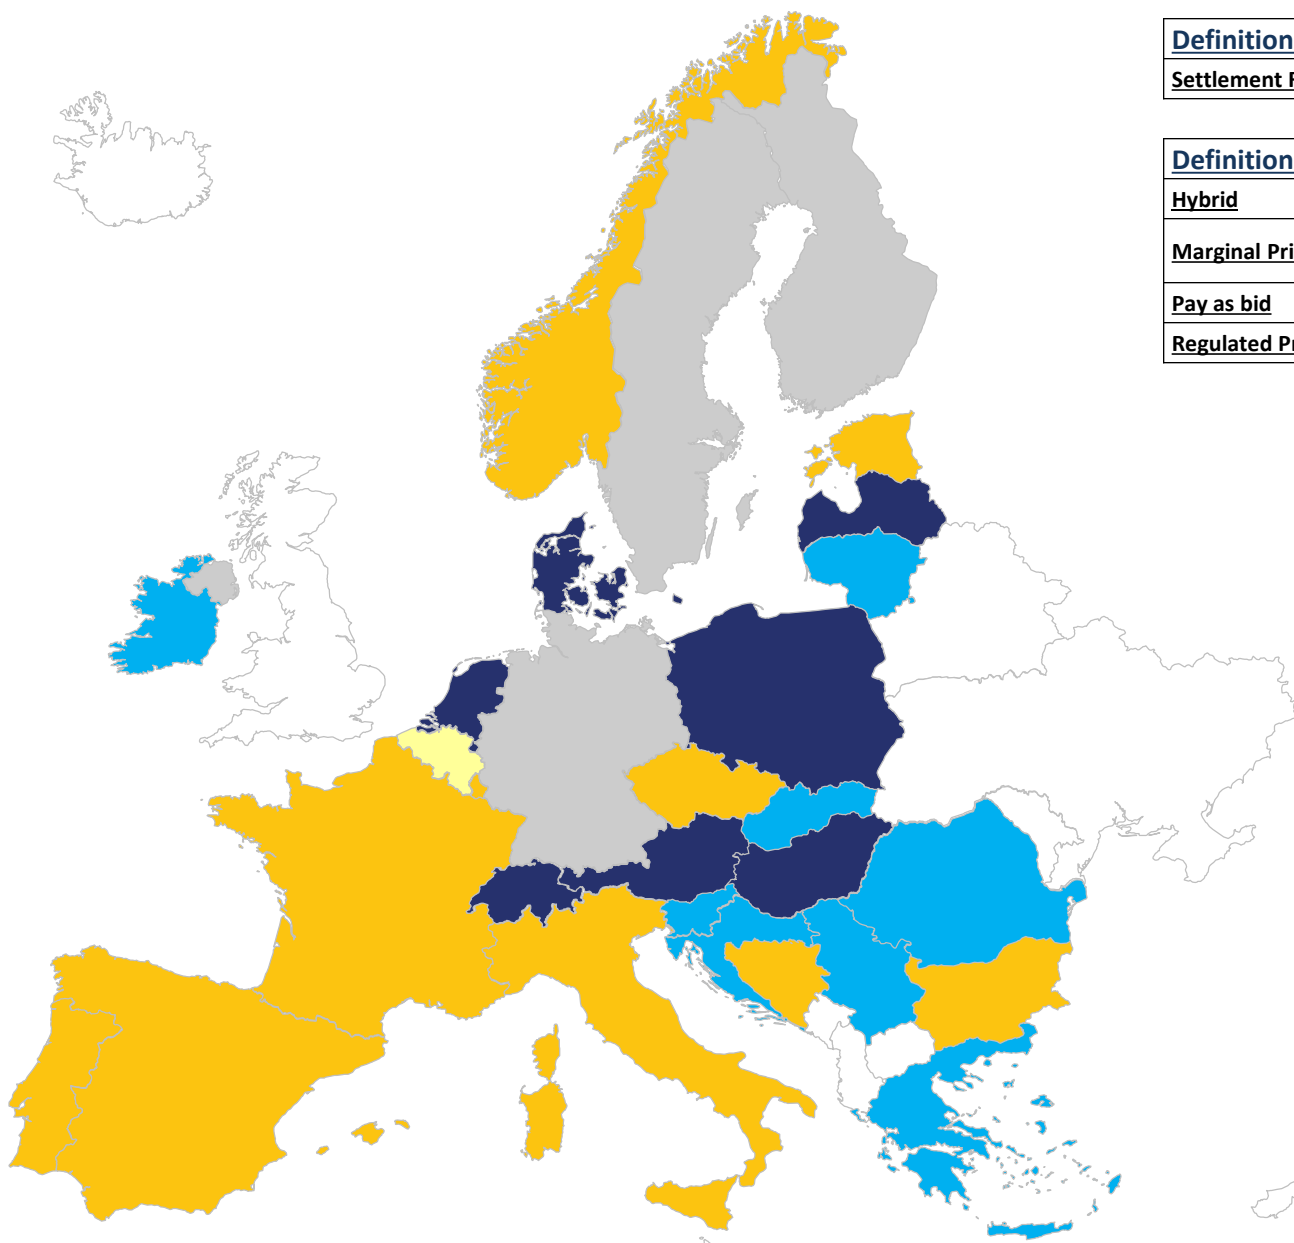 Definition
Settlement
Definition
Hybrid
Marginal
Pay as bid
Regulated